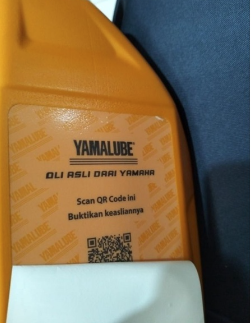 YAMALUBE®
OLI ASLI DARI YAMAHA
Scan QR Code ini
Buktikan keasliannya